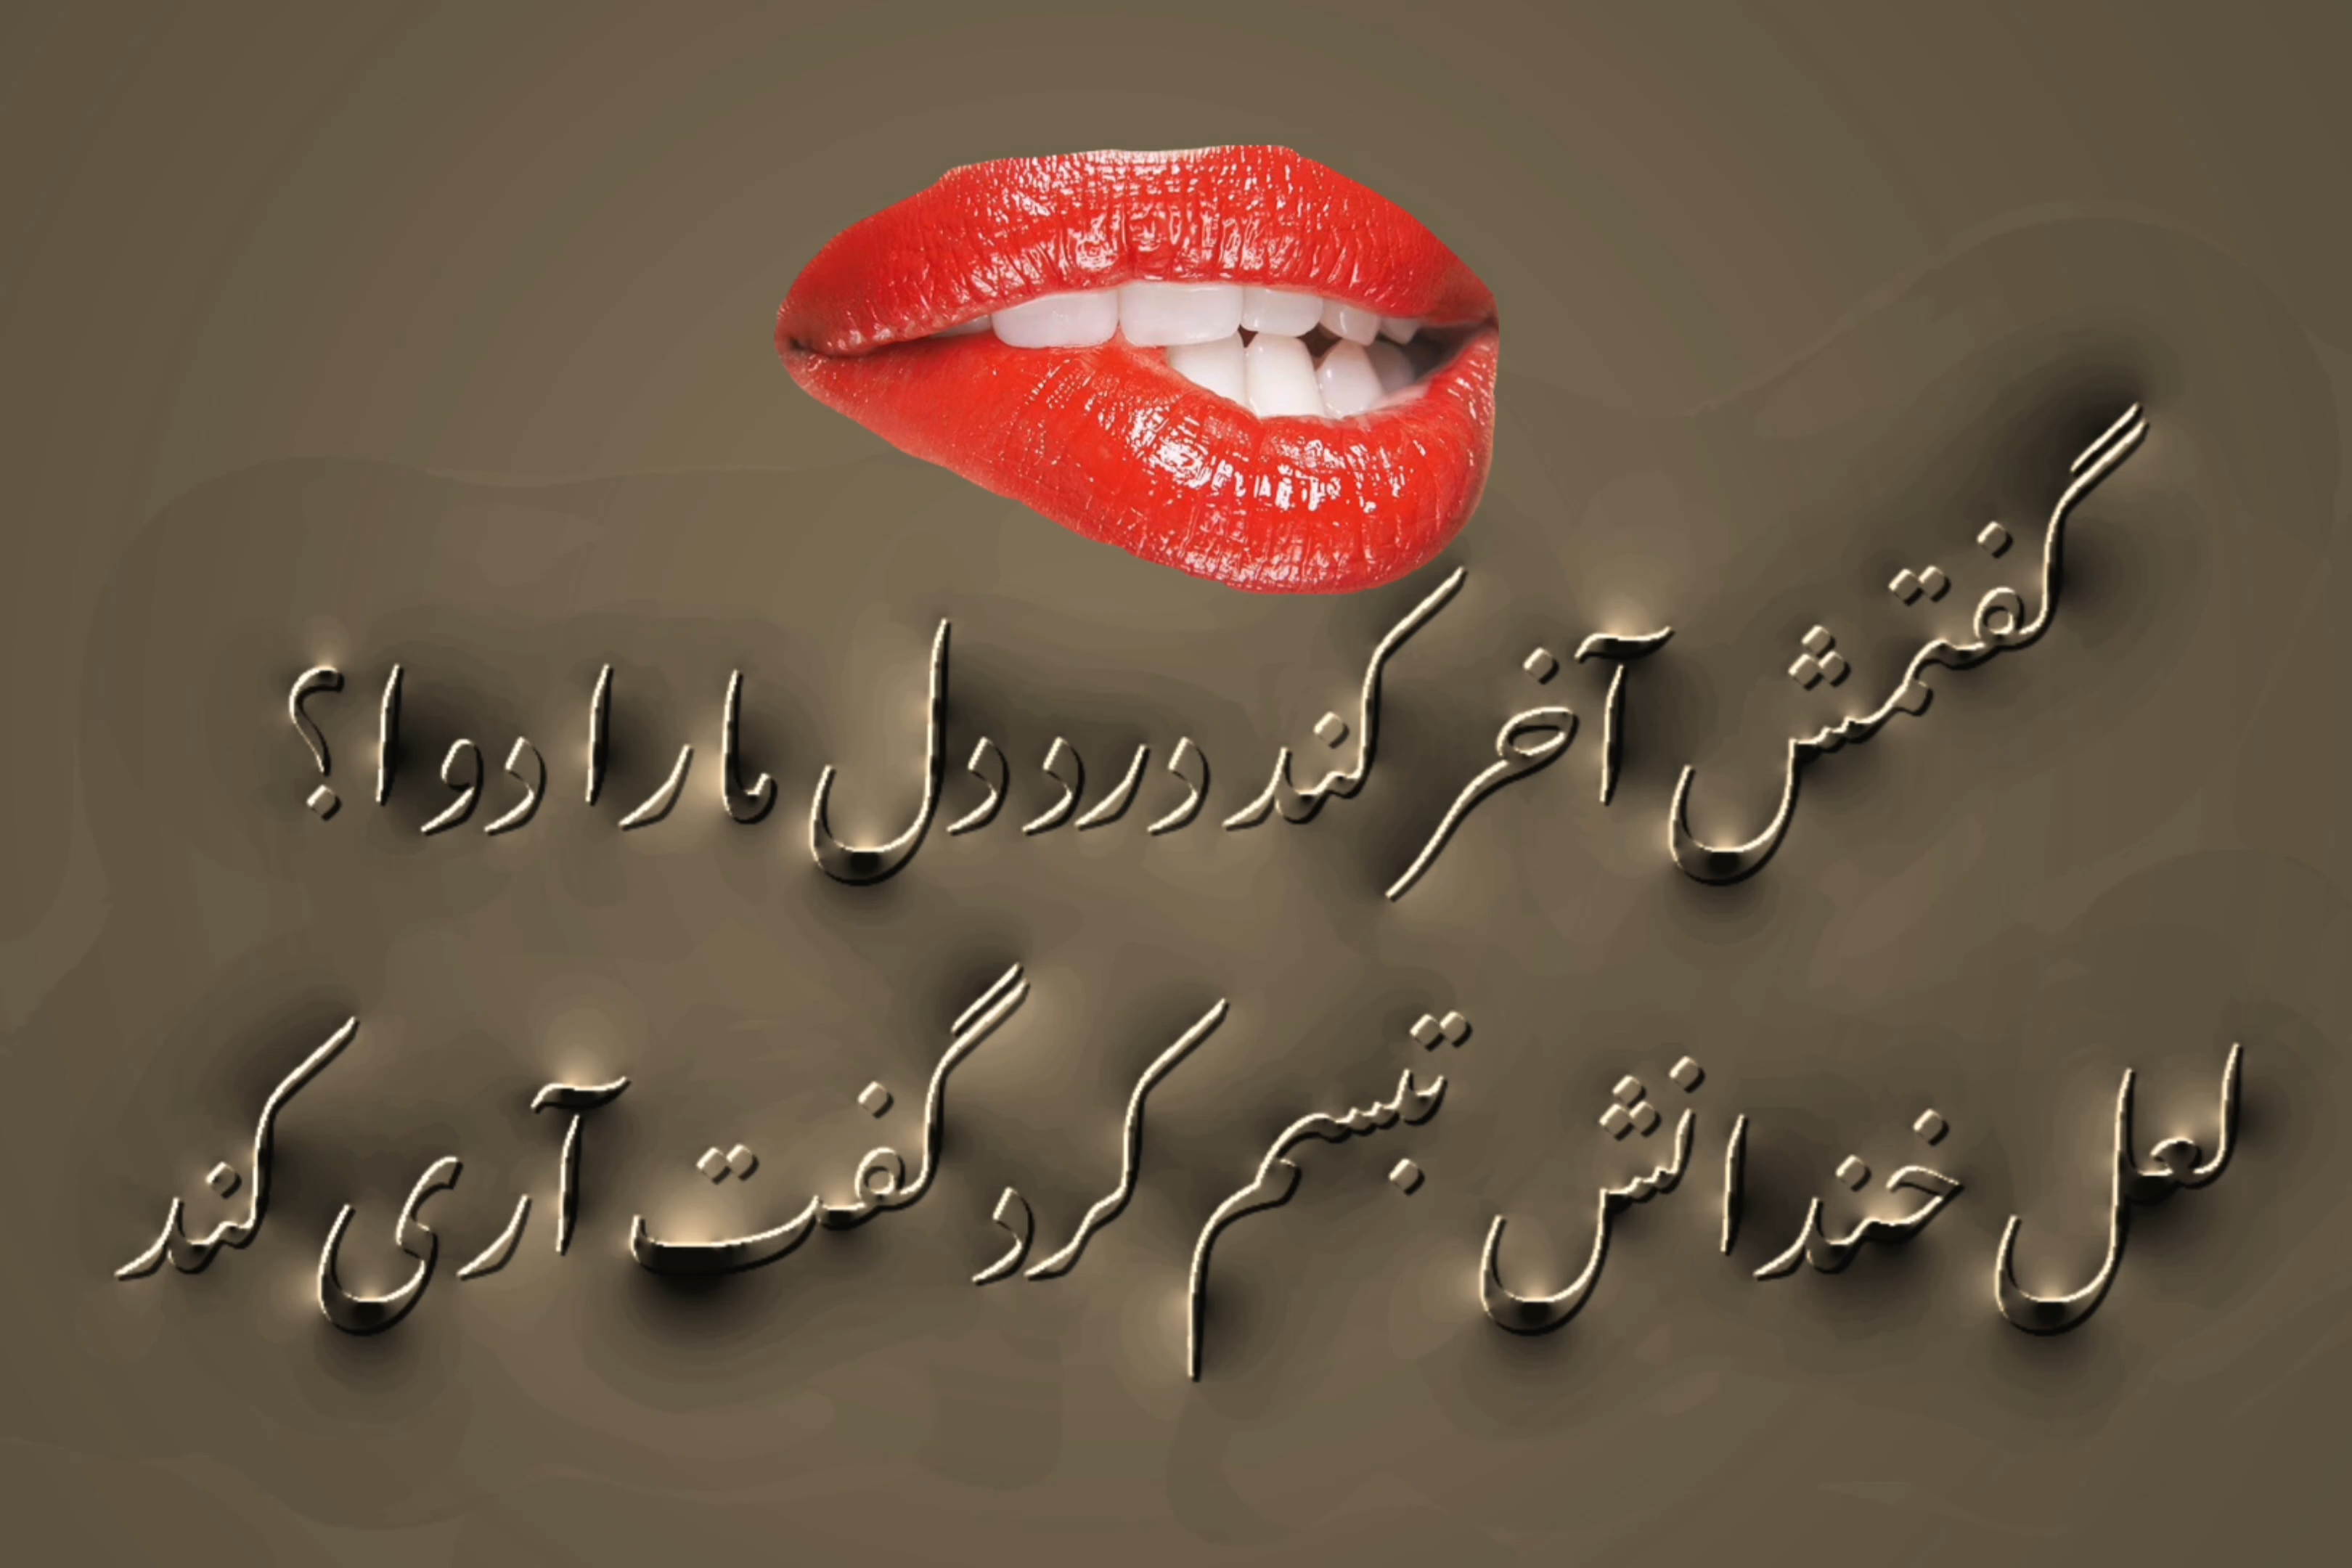 گفتمش آخر کند درد دل ما را دوا؟
لعل خندانش تبسم کرد گفت آری کند